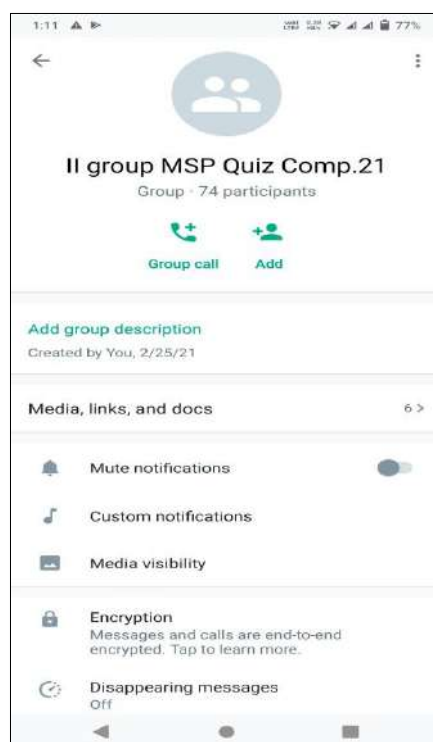 1:11 77%
II group MSP Quiz Comp.21
Group · 74 participants
Group call Add
Add group description
Created by You, 2/25/21
Media, links, and docs 6 >
Mute notifications
Custom notifications
Media visibility
Encryption
Messages and calls are end-to-end
encrypted. Tap to learn more.
Disappearing messages
Off